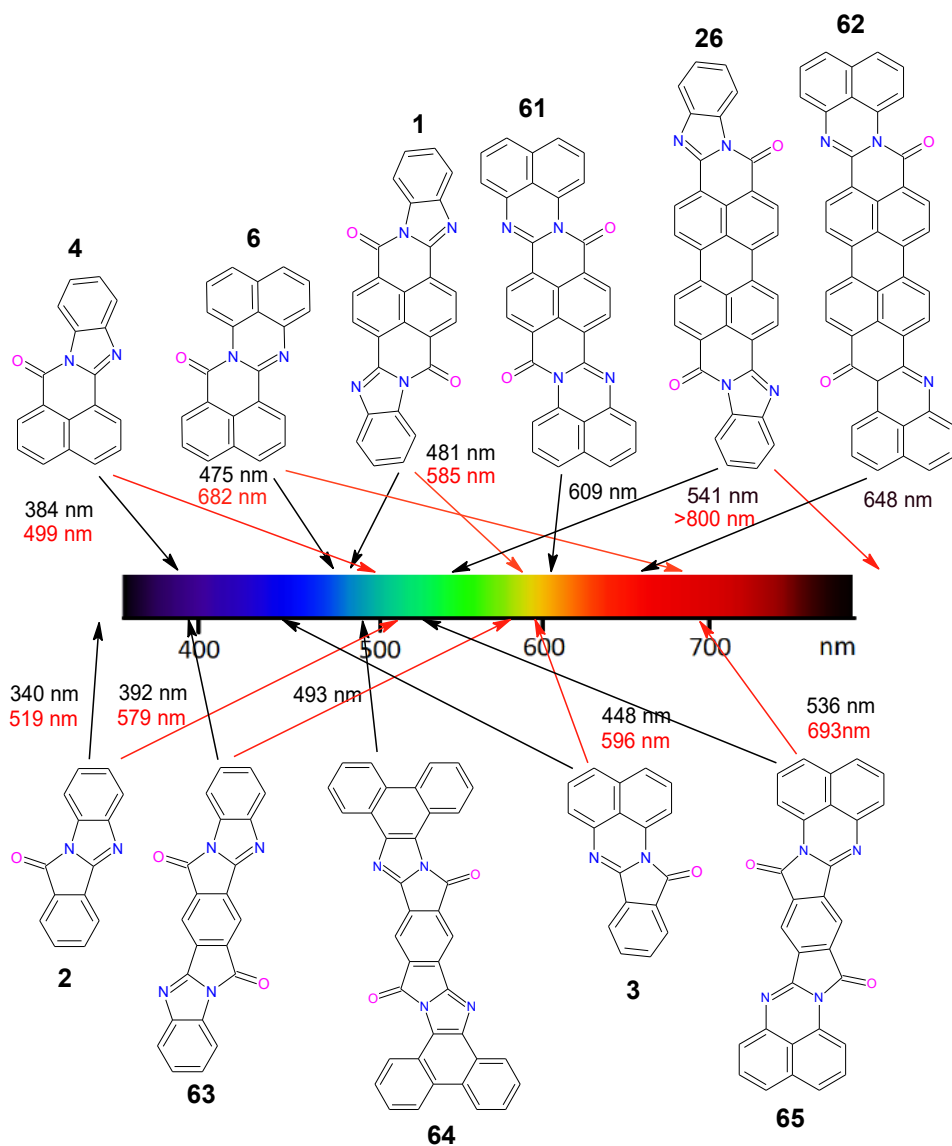 62
26
61
1
4
6
N N O
N N O
O N N
N N O
O N N
O N N
N N O
O N N
O N N
O N
481 nm
585 nm
475 nm
682 nm
384 nm
499 nm
609 nm
541 nm
>800 nm
648 nm
400 500 600 700 nm
340 nm
519 nm
392 nm
579 nm
493 nm
448 nm
596 nm
536 nm
693nm
O N N
O N N
N N O
N N O
O N N
N N O
O N N
N N O
2
63
64
3
65